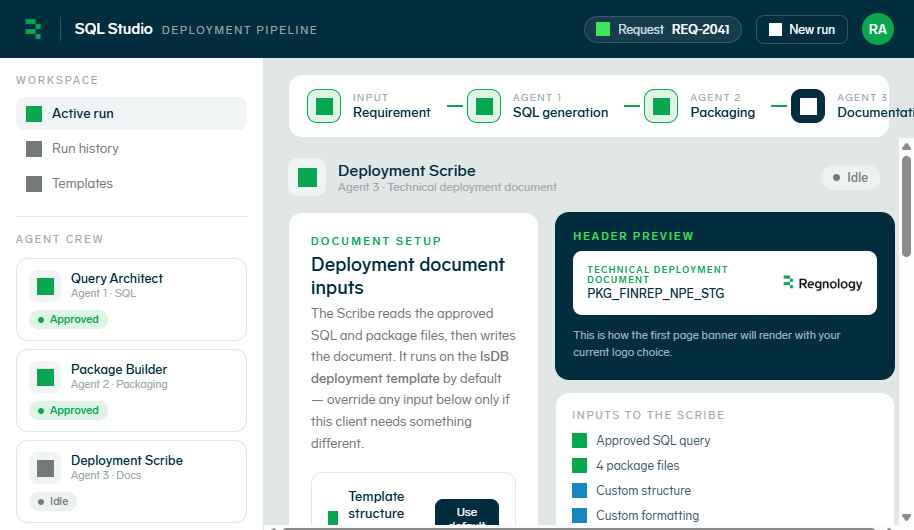 SQL Studio DEPLOYMENT PIPELINE
Request REQ-2041
New run
RA
WORKSPACE
Active run
Run history
Templates
AGENT CREW
Query Architect
Agent 1 · SQL
Approved
Package Builder
Agent 2 · Packaging
Approved
Deployment Scribe
Agent 3 · Docs
Idle
INPUT
Requirement
AGENT 1
SQL generation
AGENT 2
Packaging
AGENT 3
Documentati
Deployment Scribe
Agent 3 · Technical deployment document
Idle
DOCUMENT SETUP
Deployment document
inputs
The Scribe reads the approved
SQL and package files, then writes
the document. It runs on the lsDB
deployment template by default
— override any input below only if
this client needs something
different.
Template
structure
Use
default
HEADER PREVIEW
TECHNICAL DEPLOYMENT
DOCUMENT
PKG_FINREP_NPE_STG
Regnology
This is how the first page banner will render with your
current logo choice.
INPUTS TO THE SCRIBE
Approved SQL query
4 package files
Custom structure
Custom formatting